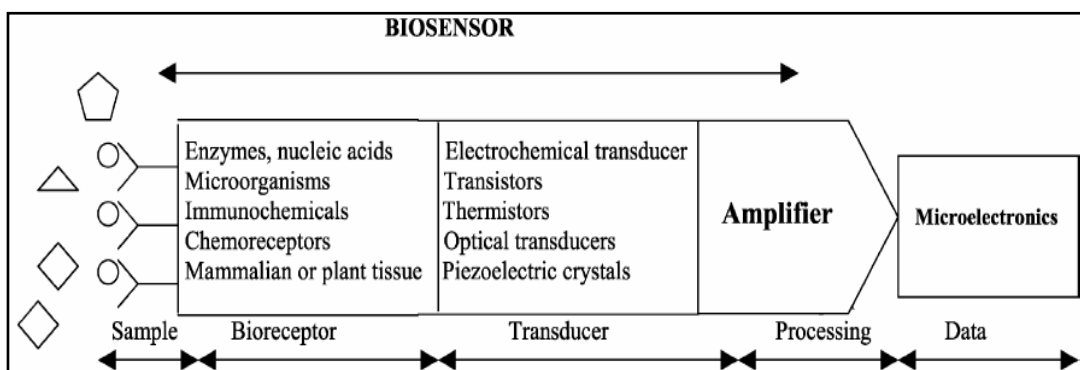 BIOSENSOR
Enzymes, nucleic acids
Microorganisms
Immunochemicals
Chemoreceptors
Mammalian or plant tissue
Electrochemical transducer
Transistors
Thermistors
Optical transducers
Piezoelectric crystals
Amplifier
Microelectronics
Sample
Bioreceptor
Transducer
Processing
Data